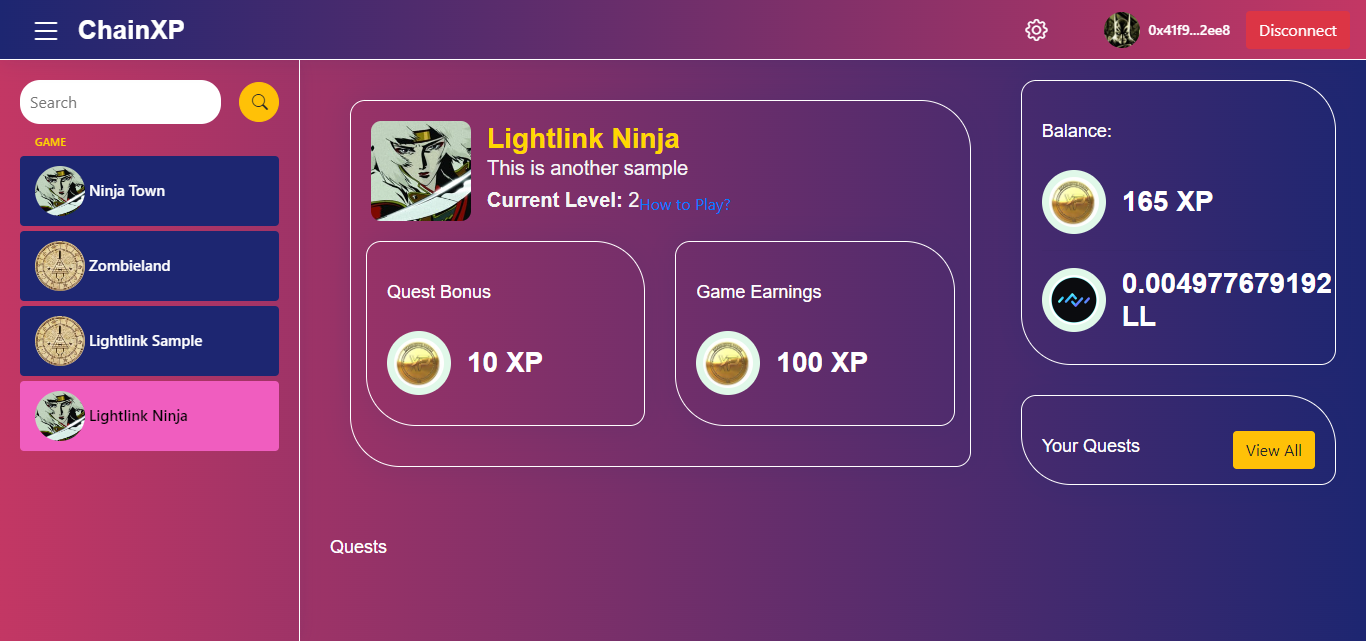 ChainXP
0x41f9...2ee8
Disconnect
Search
GAME
Ninja Town
Zombieland
Lightlink Sample
Lightlink Ninja
Lightlink Ninja
This is another sample
Current Level: 2How to Play?
Quest Bonus
10 XP
Game Earnings
100 XP
Balance:
165 XP
0.004977679192
LL
Your Quests
View All
Quests